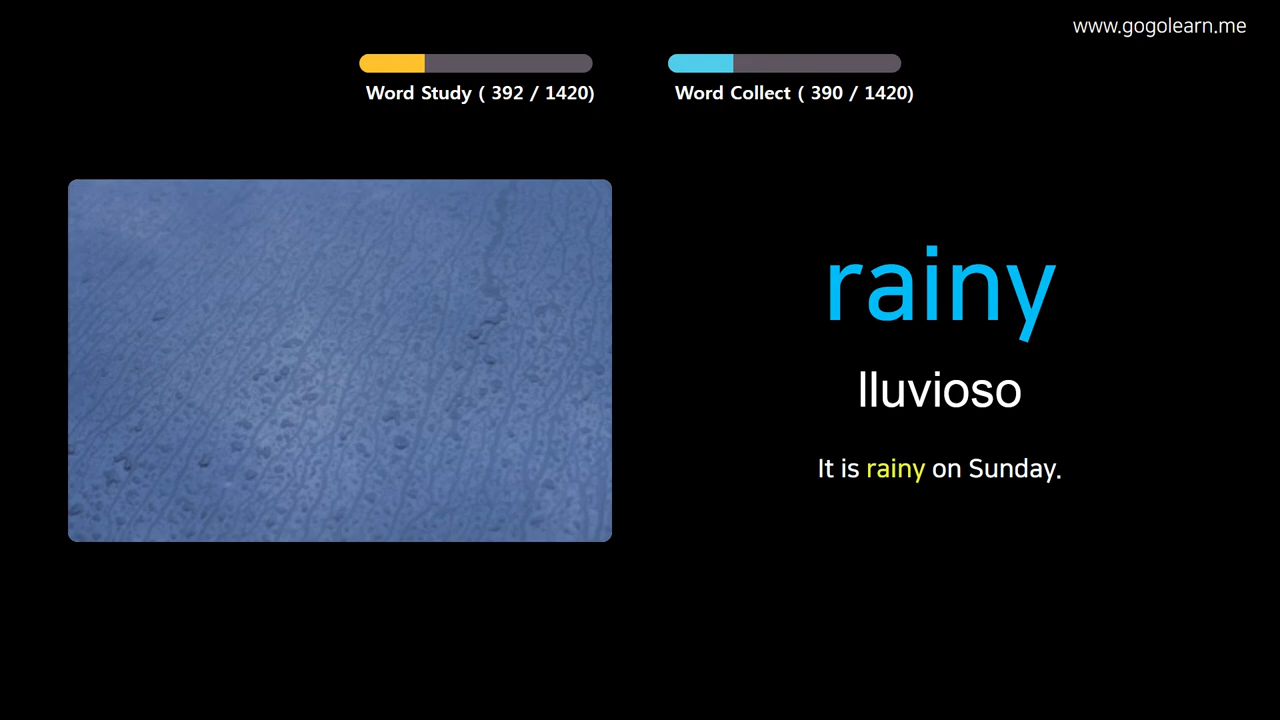 www.gogolearn.me
Word Study ( 392 / 1420)
Word Collect ( 390 / 1420)
rainy
lluvioso
It is rainy on Sunday.